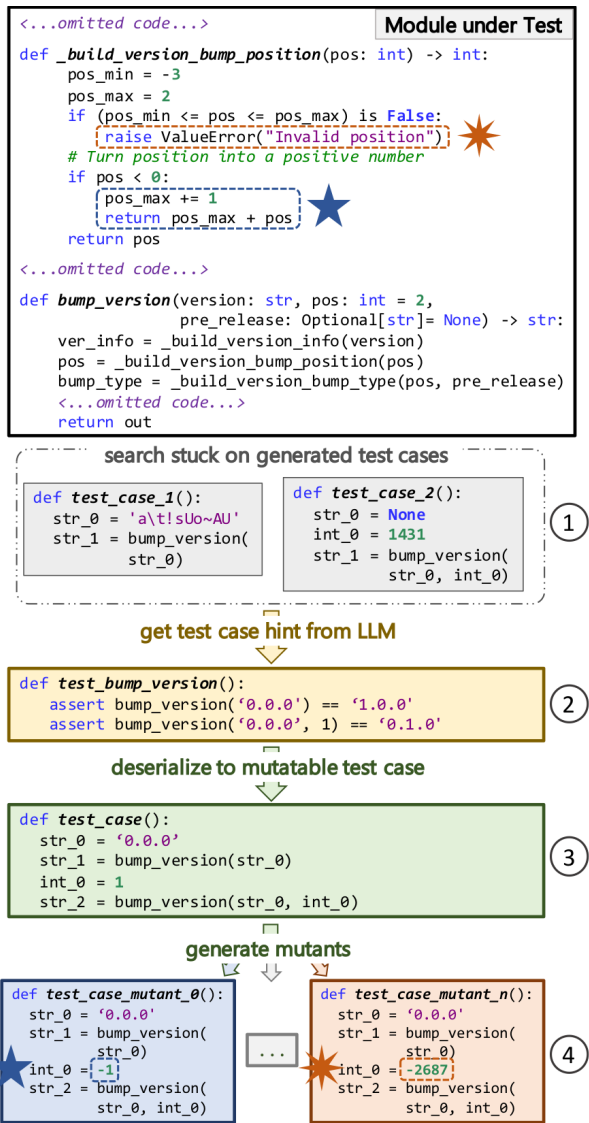 <...omitted code...>
Module under Test
def _build_version_bump_position(pos: int) -> int:
pos_min = -3
pos_max = 2
if (pos_min <= pos <= pos_max) is False:
raise ValueError("Invalid position")
# Turn position into a positive number
if pos < 0:
pos_max += 1
return pos_max + pos
return pos
<...omitted code...>
def bump_version(version: str, pos: int = 2,
pre_release: Optional[str]= None) -> str:
ver_info = _build_version_info(version)
pos = _build_version_bump_position(pos)
bump_type = _build_version_bump_type(pos, pre_release)
<...omitted code...>
return out
search stuck on generated test cases
def test_case_1():
str_0 = 'a\t!sUo~AU'
str_1 = bump_version(
str_0)
def test_case_2():
str_0 = None
int_0 = 1431
str_1 = bump_version(
str_0, int_0)
1
get test case hint from LLM
def test_bump_version():
assert bump_version(‘0.0.0') == ‘1.0.0'
assert bump_version(‘0.0.0’, 1) == ‘0.1.0'
2
deserialize to mutatable test case
def test_case():
str_0 = ‘0.0.0’
str_1 = bump_version(str_0)
int_0 = 1
str_2 = bump_version(str_0, int_0)
3
generate mutants
def test_case_mutant_0():
str_0 = ‘0.0.0'
str_1 = bump_version(
str_0)
int_0 = -1
str_2 = bump_version(
str_0, int_0)
...
def test_case_mutant_n():
str_0 = ‘0.0.0'
str_1 = bump_version(
str_0)
int_0 = -2687
str_2 = bump_version(
str_0, int_0)
4